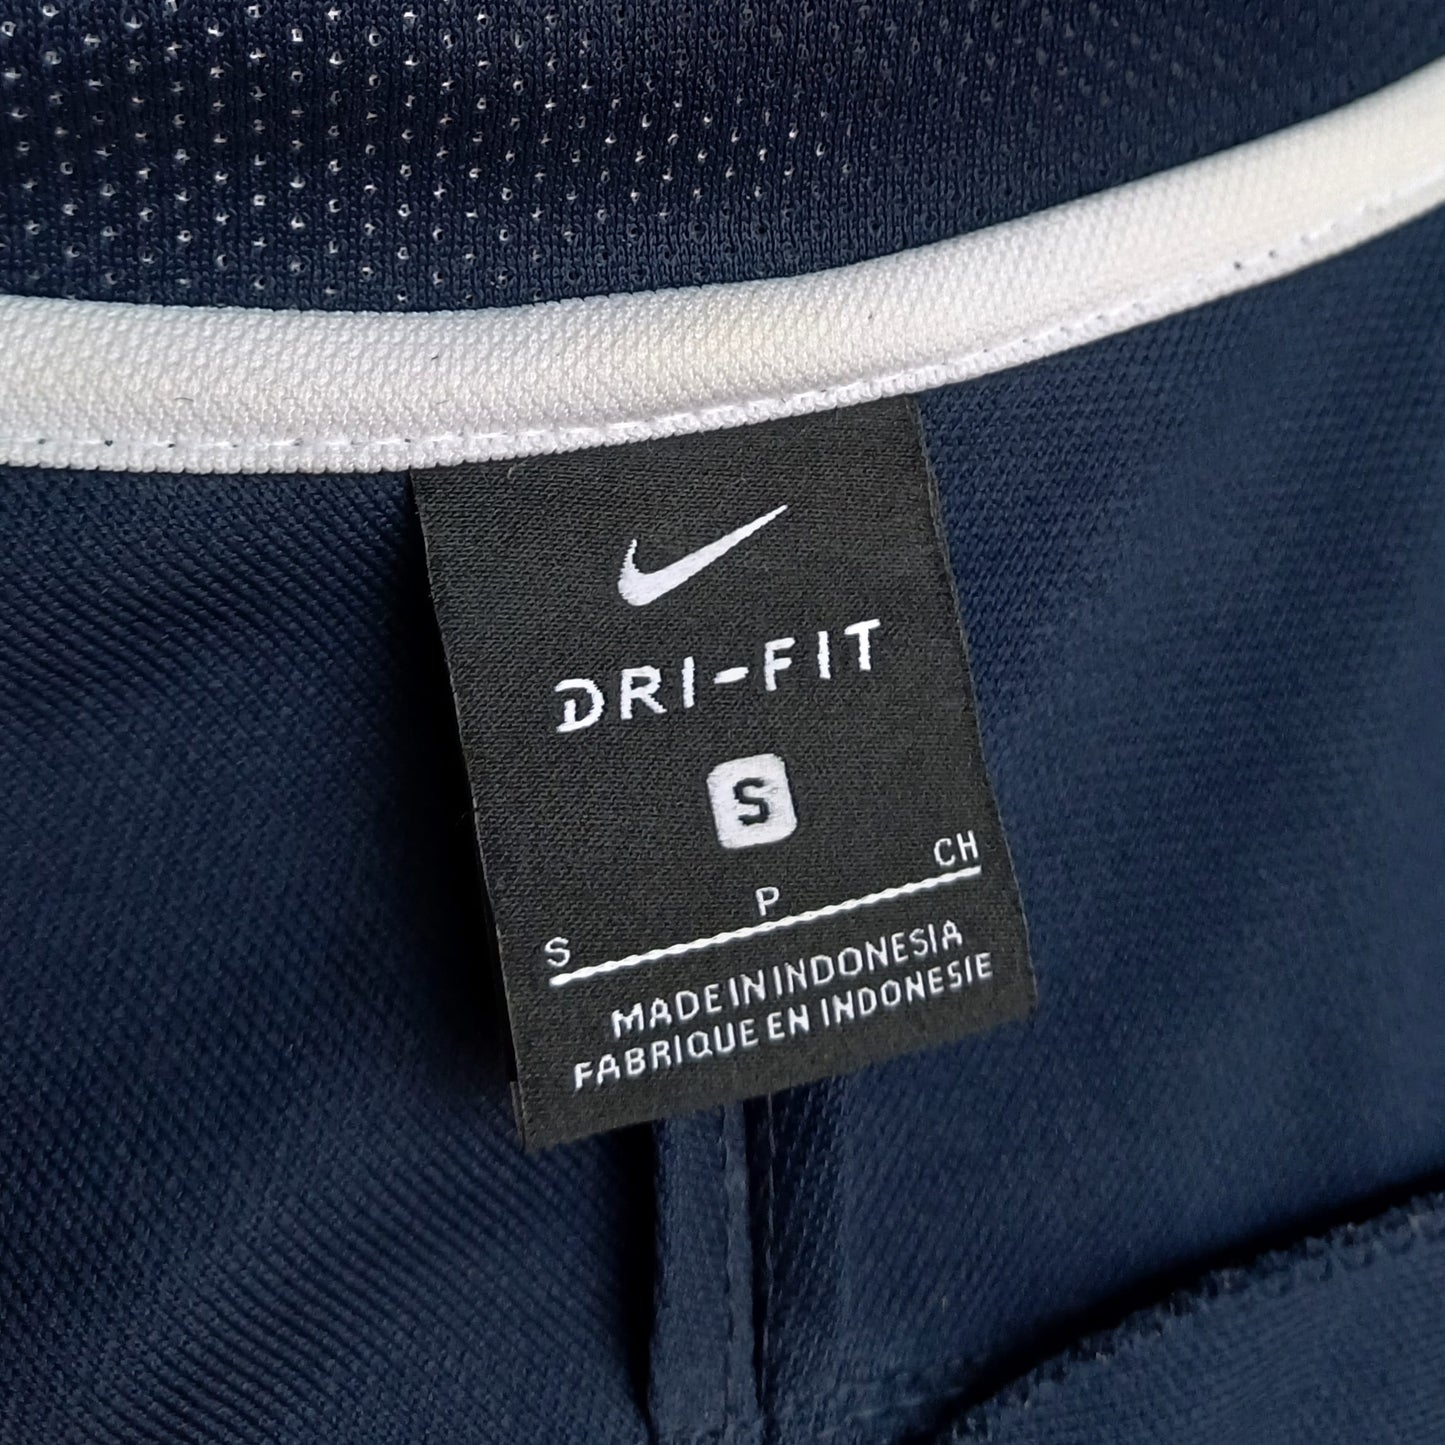 DRI-FIT
S
S P CH
MADE IN INDONESIA
FABRIQUE EN INDONESIE